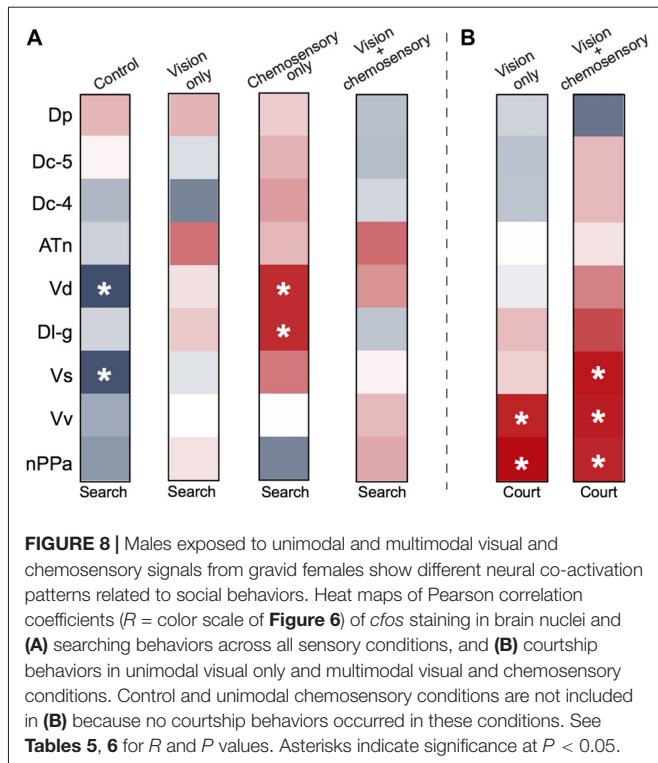 A
B
Control
Vision only
Chemosensory only
Vision + chemosensory
Vision only
Vision + chemosensory
Dp
Dc-5
Dc-4
ATn
Vd
* *
Dl-g
*
Vs
* *
Vv
* *
nPPa
* *
Search
Search
Search
Search
Court
Court
FIGURE 8 | Males exposed to unimodal and multimodal visual and
chemosensory signals from gravid females show different neural co-activation
patterns related to social behaviors. Heat maps of Pearson correlation
coefficients (R = color scale of Figure 6) of cfos staining in brain nuclei and
(A) searching behaviors across all sensory conditions, and (B) courtship
behaviors in unimodal visual only and multimodal visual and chemosensory
conditions. Control and unimodal chemosensory conditions are not included
in (B) because no courtship behaviors occurred in these conditions. See
Tables 5, 6 for R and P values. Asterisks indicate significance at P < 0.05.